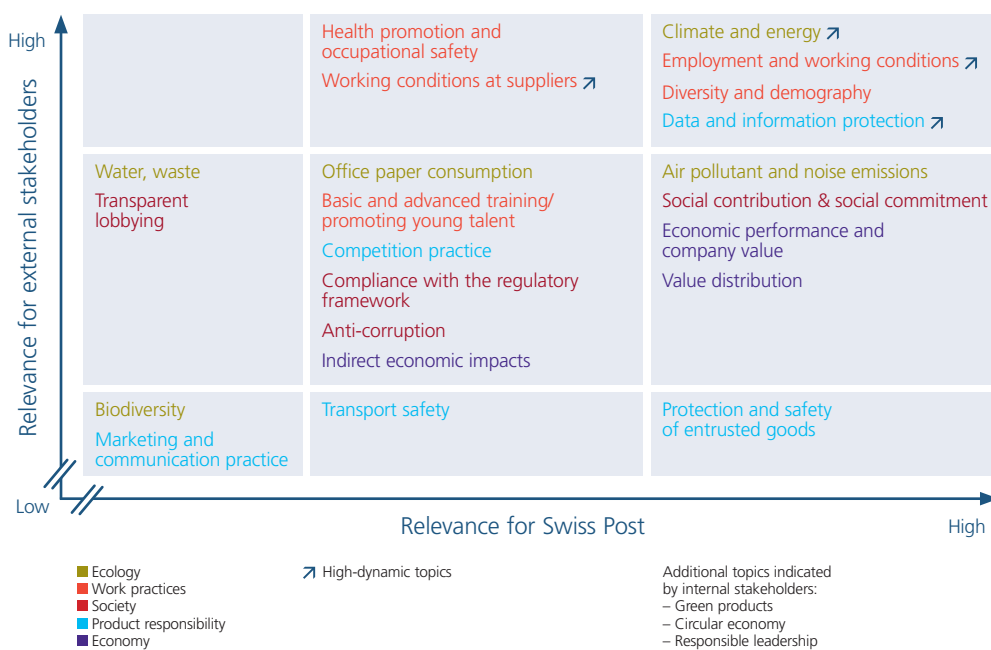 High
Relevance for external stakeholders
Health promotion and
occupational safety
Working conditions at suppliers
Climate and energy
Employment and working conditions
Diversity and demography
Data and information protection
Water, waste
Transparent
lobbying
Office paper consumption
Basic and advanced training/
promoting young talent
Competition practice
Compliance with the regulatory
framework
Anti-corruption
Indirect economic impacts
Air pollutant and noise emissions
Social contribution & social commitment
Economic performance and
company value
Value distribution
Biodiversity
Marketing and
communication practice
Transport safety
Protection and safety
of entrusted goods
Low
Relevance for Swiss Post
High
Ecology
Work practices
Society
Product responsibility
Economy
High-dynamic topics
Additional topics indicated
by internal stakeholders:
– Green products
– Circular economy
– Responsible leadership